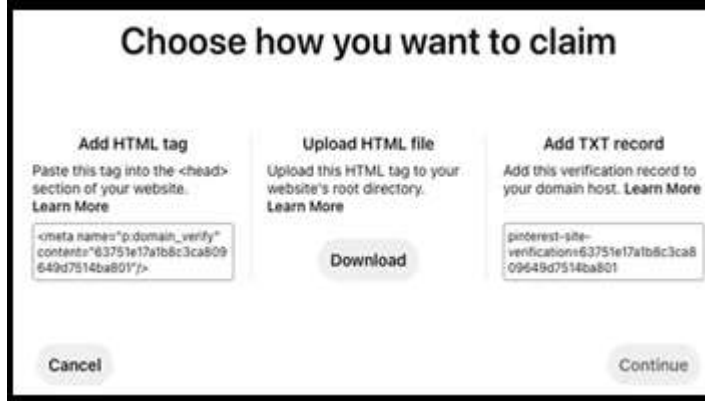 Choose how you want to claim
Add HTML tag
Paste this tag into the <head>
section of your website.
Learn More
<meta name="p:domain_verify"
content="63751e17a1b8c3ca809
649d7514ba801"/>
Upload HTML file
Upload this HTML tag to your
website's root directory.
Learn More
Download
Add TXT record
Add this verification record to
your domain host. Learn More
pinterest-site-
verification=63751e17a1b8c3ca8
09649d7514ba801
Cancel
Continue